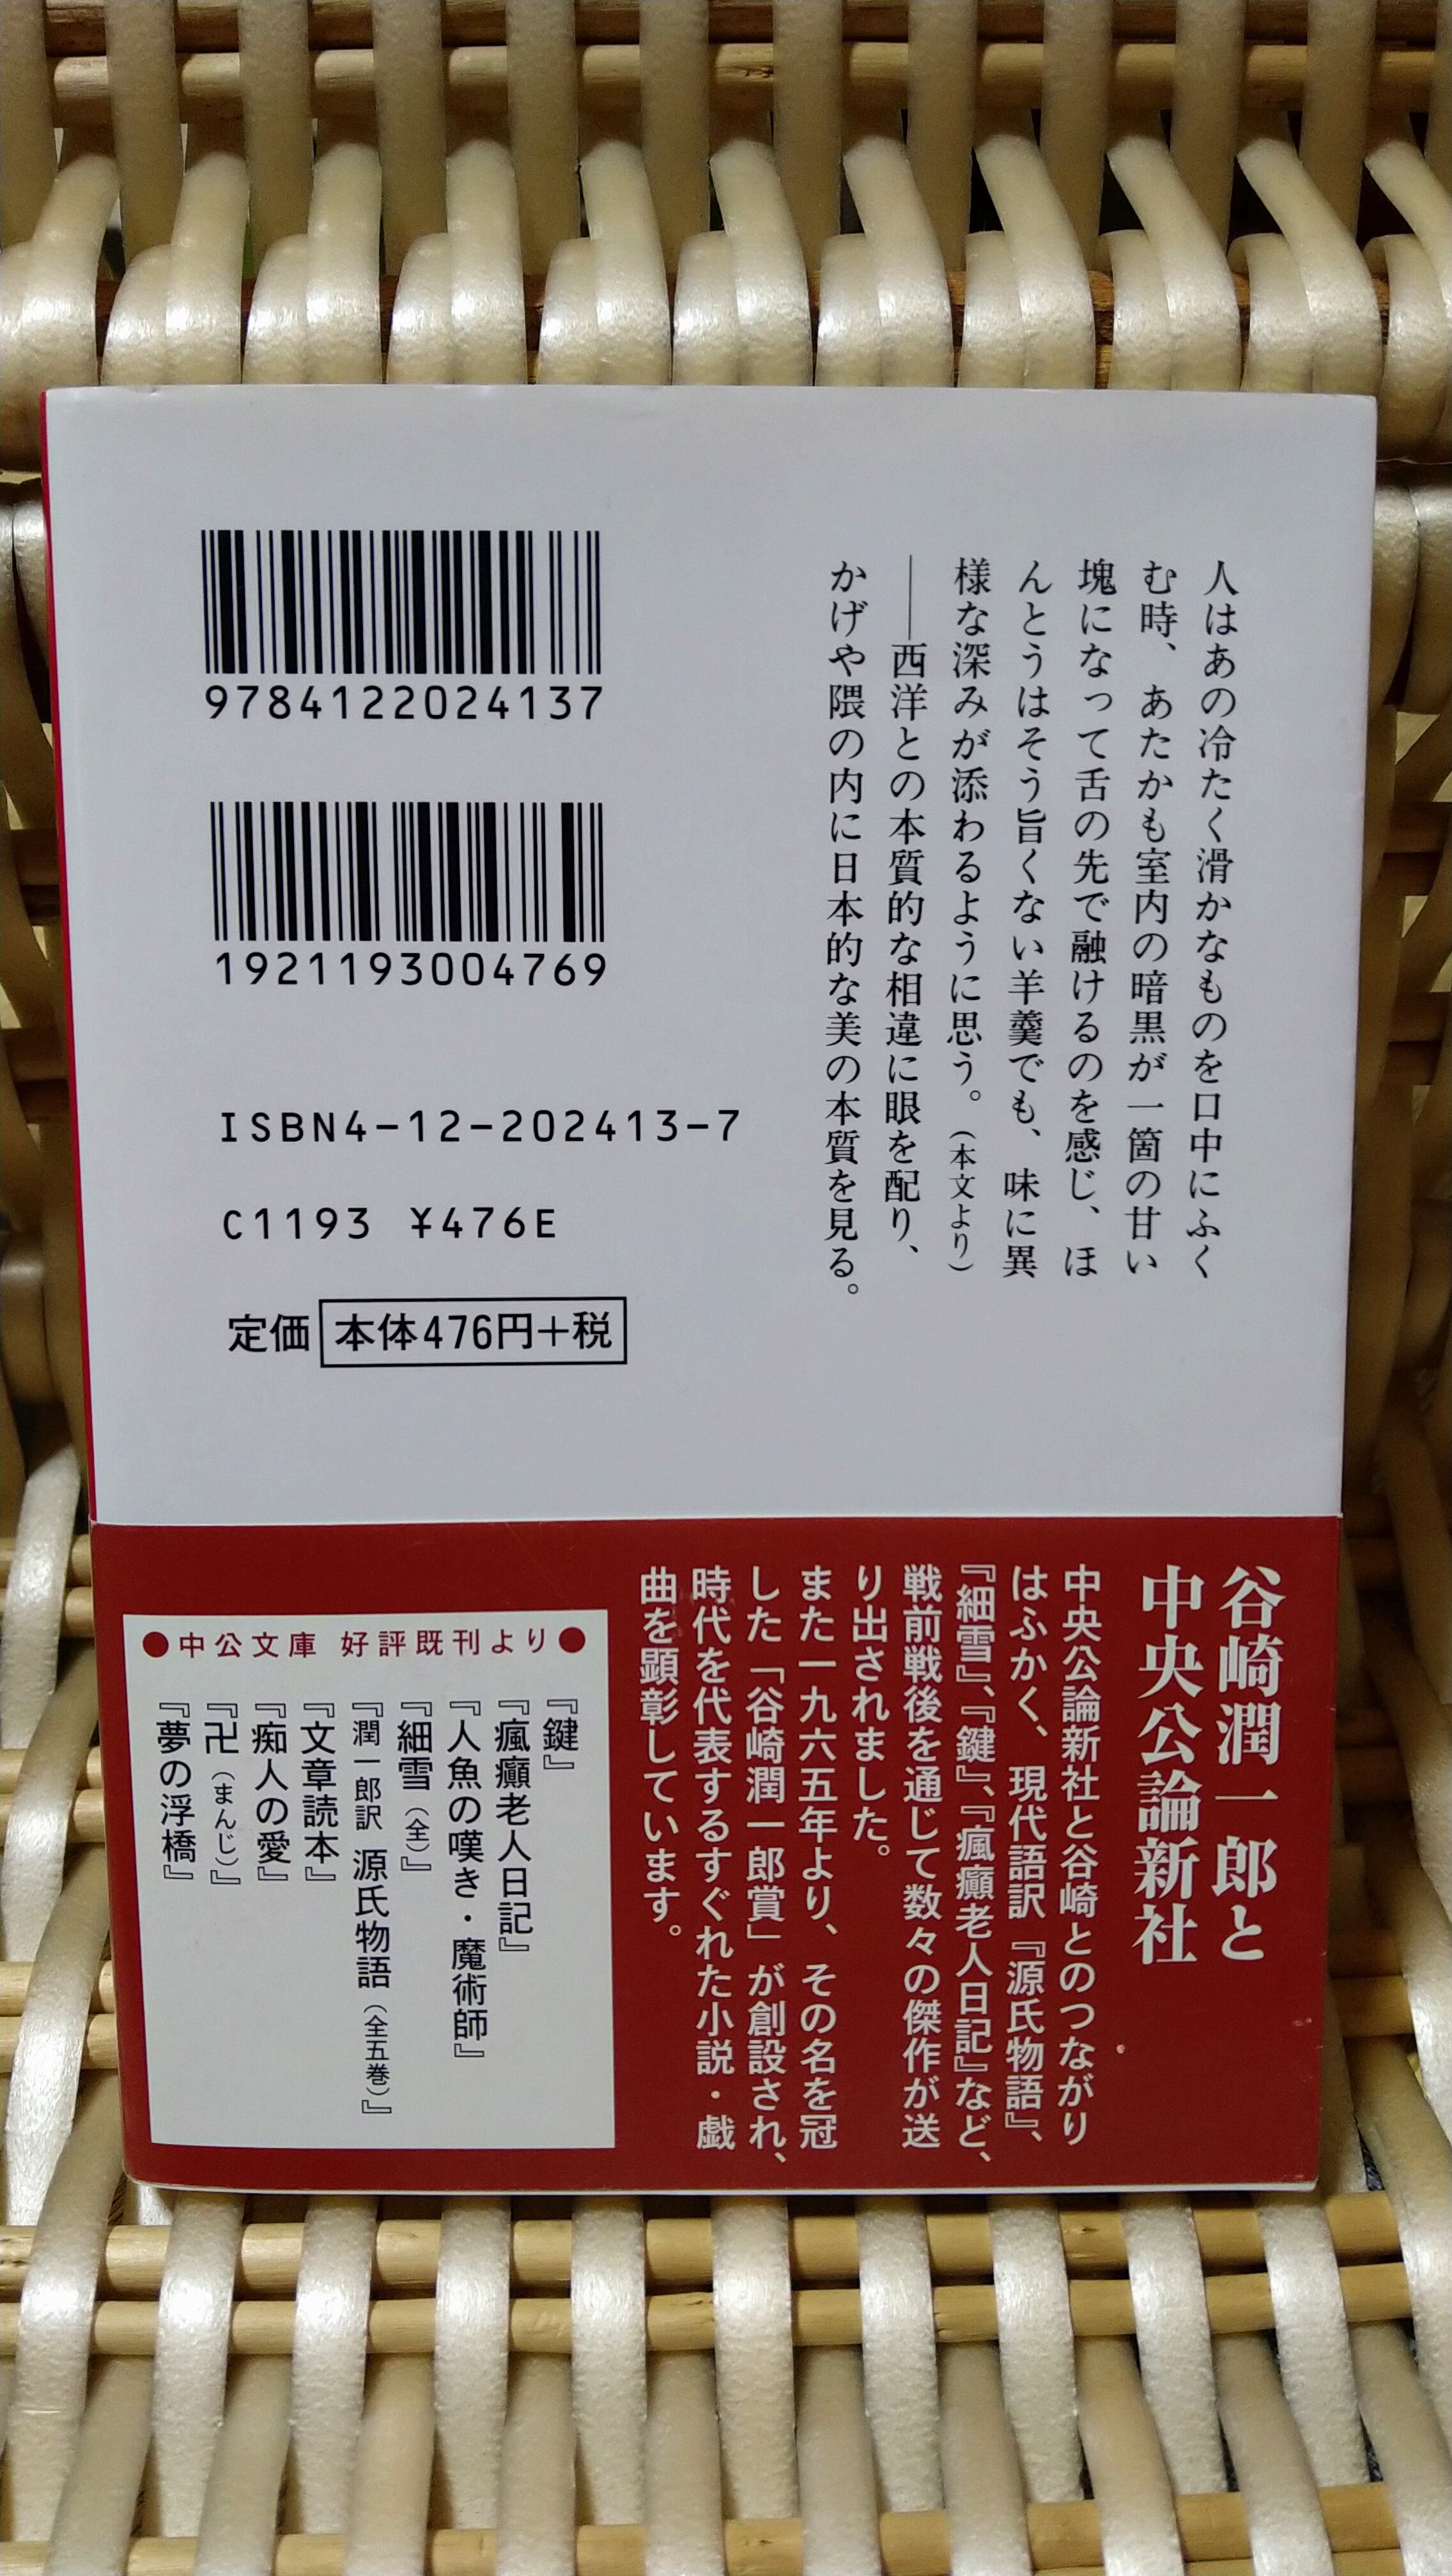 人はあの冷たく滑かなものを口中にふく
む時、あたかも室内の暗黒が一箇の甘い
塊になって舌の先で融けるのを感じ、ほ
んとうはそう旨くない羊羹でも、味に異
様な深みが添わるように思う。（本文より）
――西洋との本質的な相違に眼を配り、
かげや隈の内に日本的な美の本質を見る。
9784122024137
1921193004769
ISBN4-12-202413-7
C1193 ¥476E
定価 本体476円+税
谷崎潤一郎と
中央公論新社
中央公論新社と谷崎とのつながり
はふかく、現代語訳『源氏物語』、
『細雪』、『鍵』、『瘋癲老人日記』など、
戦前戦後を通じて数々の傑作が送
り出されました。
また一九六五年より、その名を冠
した「谷崎潤一郎賞」が創設され、
時代を代表するすぐれた小説・戯
曲を顕彰しています。
●中公文庫 好評既刊より●
『鍵』
『瘋癲老人日記』
『人魚の嘆き・魔術師』
『細雪（全）』
『潤一郎訳 源氏物語（全五巻）』
『文章読本』
『痴人の愛』
『卍（まんじ）』
『夢の浮橋』